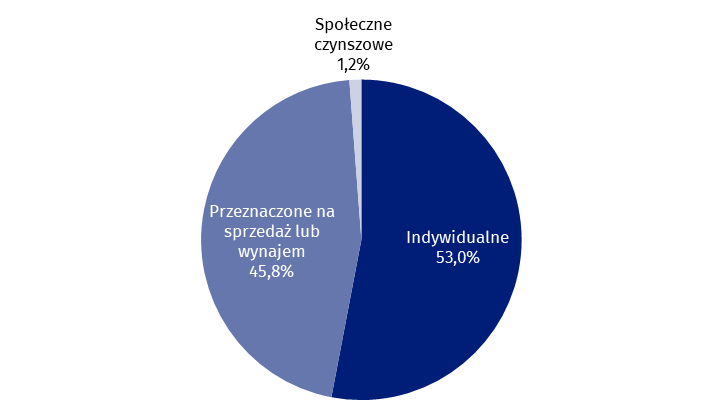 Społeczne
czynszowe
1,2%
Przeznaczone na
sprzedaż lub
wynajem
45,8%
Indywidualne
53,0%